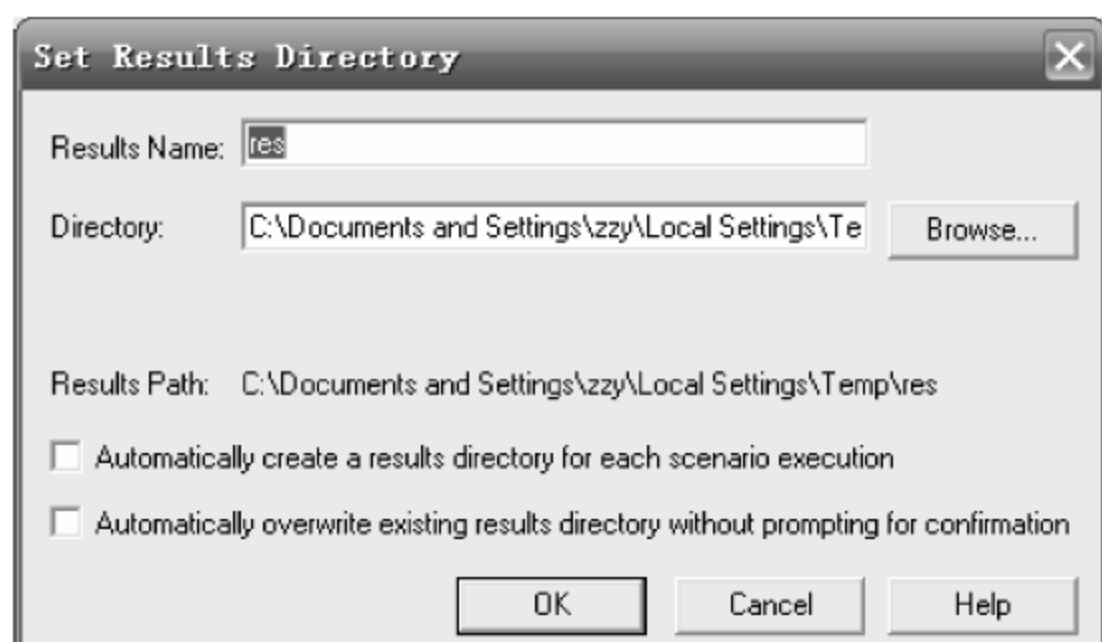 Set Results Directory
Results Name: res
Directory: C:\Documents and Settings\zzy\Local Settings\Te Browse...
Results Path: C:\Documents and Settings\zzy\Local Settings\Temp\res
Automatically create a results directory for each scenario execution
Automatically overwrite existing results directory without prompting for confirmation
OK Cancel Help